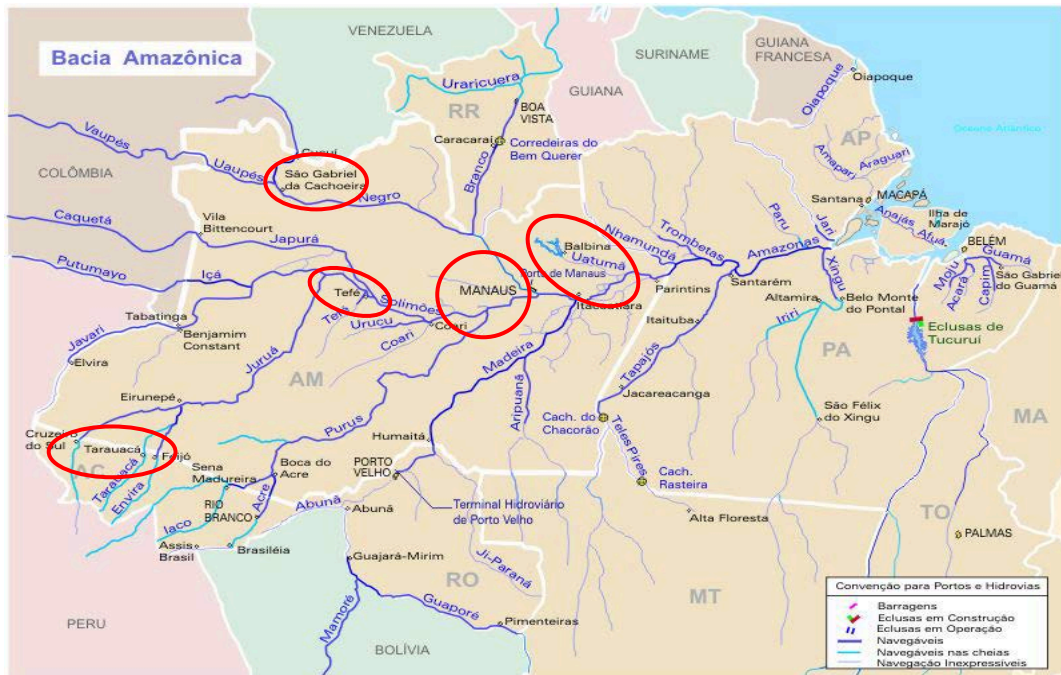 Bacia Amazônica
VENEZUELA
SURINAME
GUIANA
FRANCESA
GUIANA
COLÔMBIA
PERU
BOLÍVIA
Oceano Atlântico
Oiapoque
Oiapoque
Uraricuera
RR
BOA
VISTA
Caracaraí
Corredeiras do
Bem Querer
Branco
AP
Amapari
Araguari
Santana
MACAPÁ
Anajás
Afuá
Ilha de
Marajó
BELÉM
Guamá
São Gabriel
do Guamá
Moju
Acará
Capim
Vaupés
Uaupés
Cucuí
São Gabriel
da Cachoeira
Negro
Caquetá
Vila
Bittencourt
Japurá
Putumayo
Içá
Tefé
Tefé
Solimões
Urucu
Coari
Coari
MANAUS
Porto de Manaus
Balbina
Uatumã
Itacoatiara
Nhamundá
Trombetas
Parintins
Amazonas
Santarém
Paru
Jari
Xingu
Altamira
Belo Monte
do Pontal
Iriri
Itaituba
PA
Eclusas de
Tucuruí
Tabatinga
Benjamim
Constant
Javari
Elvira
Juruá
AM
Eirunepé
Purus
Madeira
Aripuanã
Tapajós
Jacareacanga
Cach. do
Chacorão
São Félix
do Xingu
MA
Cruzeiro
do Sul
Tarauacá
Tarauacá
Feijó
Envira
AC
Sena
Madureira
Boca do
Acre
Humaitá
PORTO
VELHO
Terminal Hidroviário
de Porto Velho
Teles Pires
Cach.
Rasteira
Alta Floresta
TO
PALMAS
Iaco
RIO
BRANCO
Acre
Abunã
Abunã
Assis
Brasil
Brasiléia
Guajará-Mirim
Ji-Paraná
RO
MT
Mamoré
Guaporé
Pimenteiras
Convenção para Portos e Hidrovias
Barragens
Eclusas em Construção
Eclusas em Operação
Navegáveis
Navegáveis nas cheias
Navegação Inexpressíveis